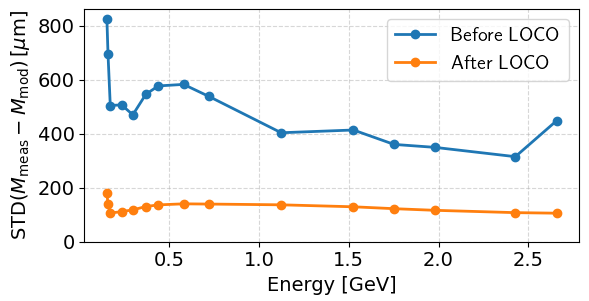 STD(M_meas − M_mod) [μm]
800
600
400
200
0
Before LOCO
After LOCO
0.5 1.0 1.5 2.0 2.5
Energy [GeV]